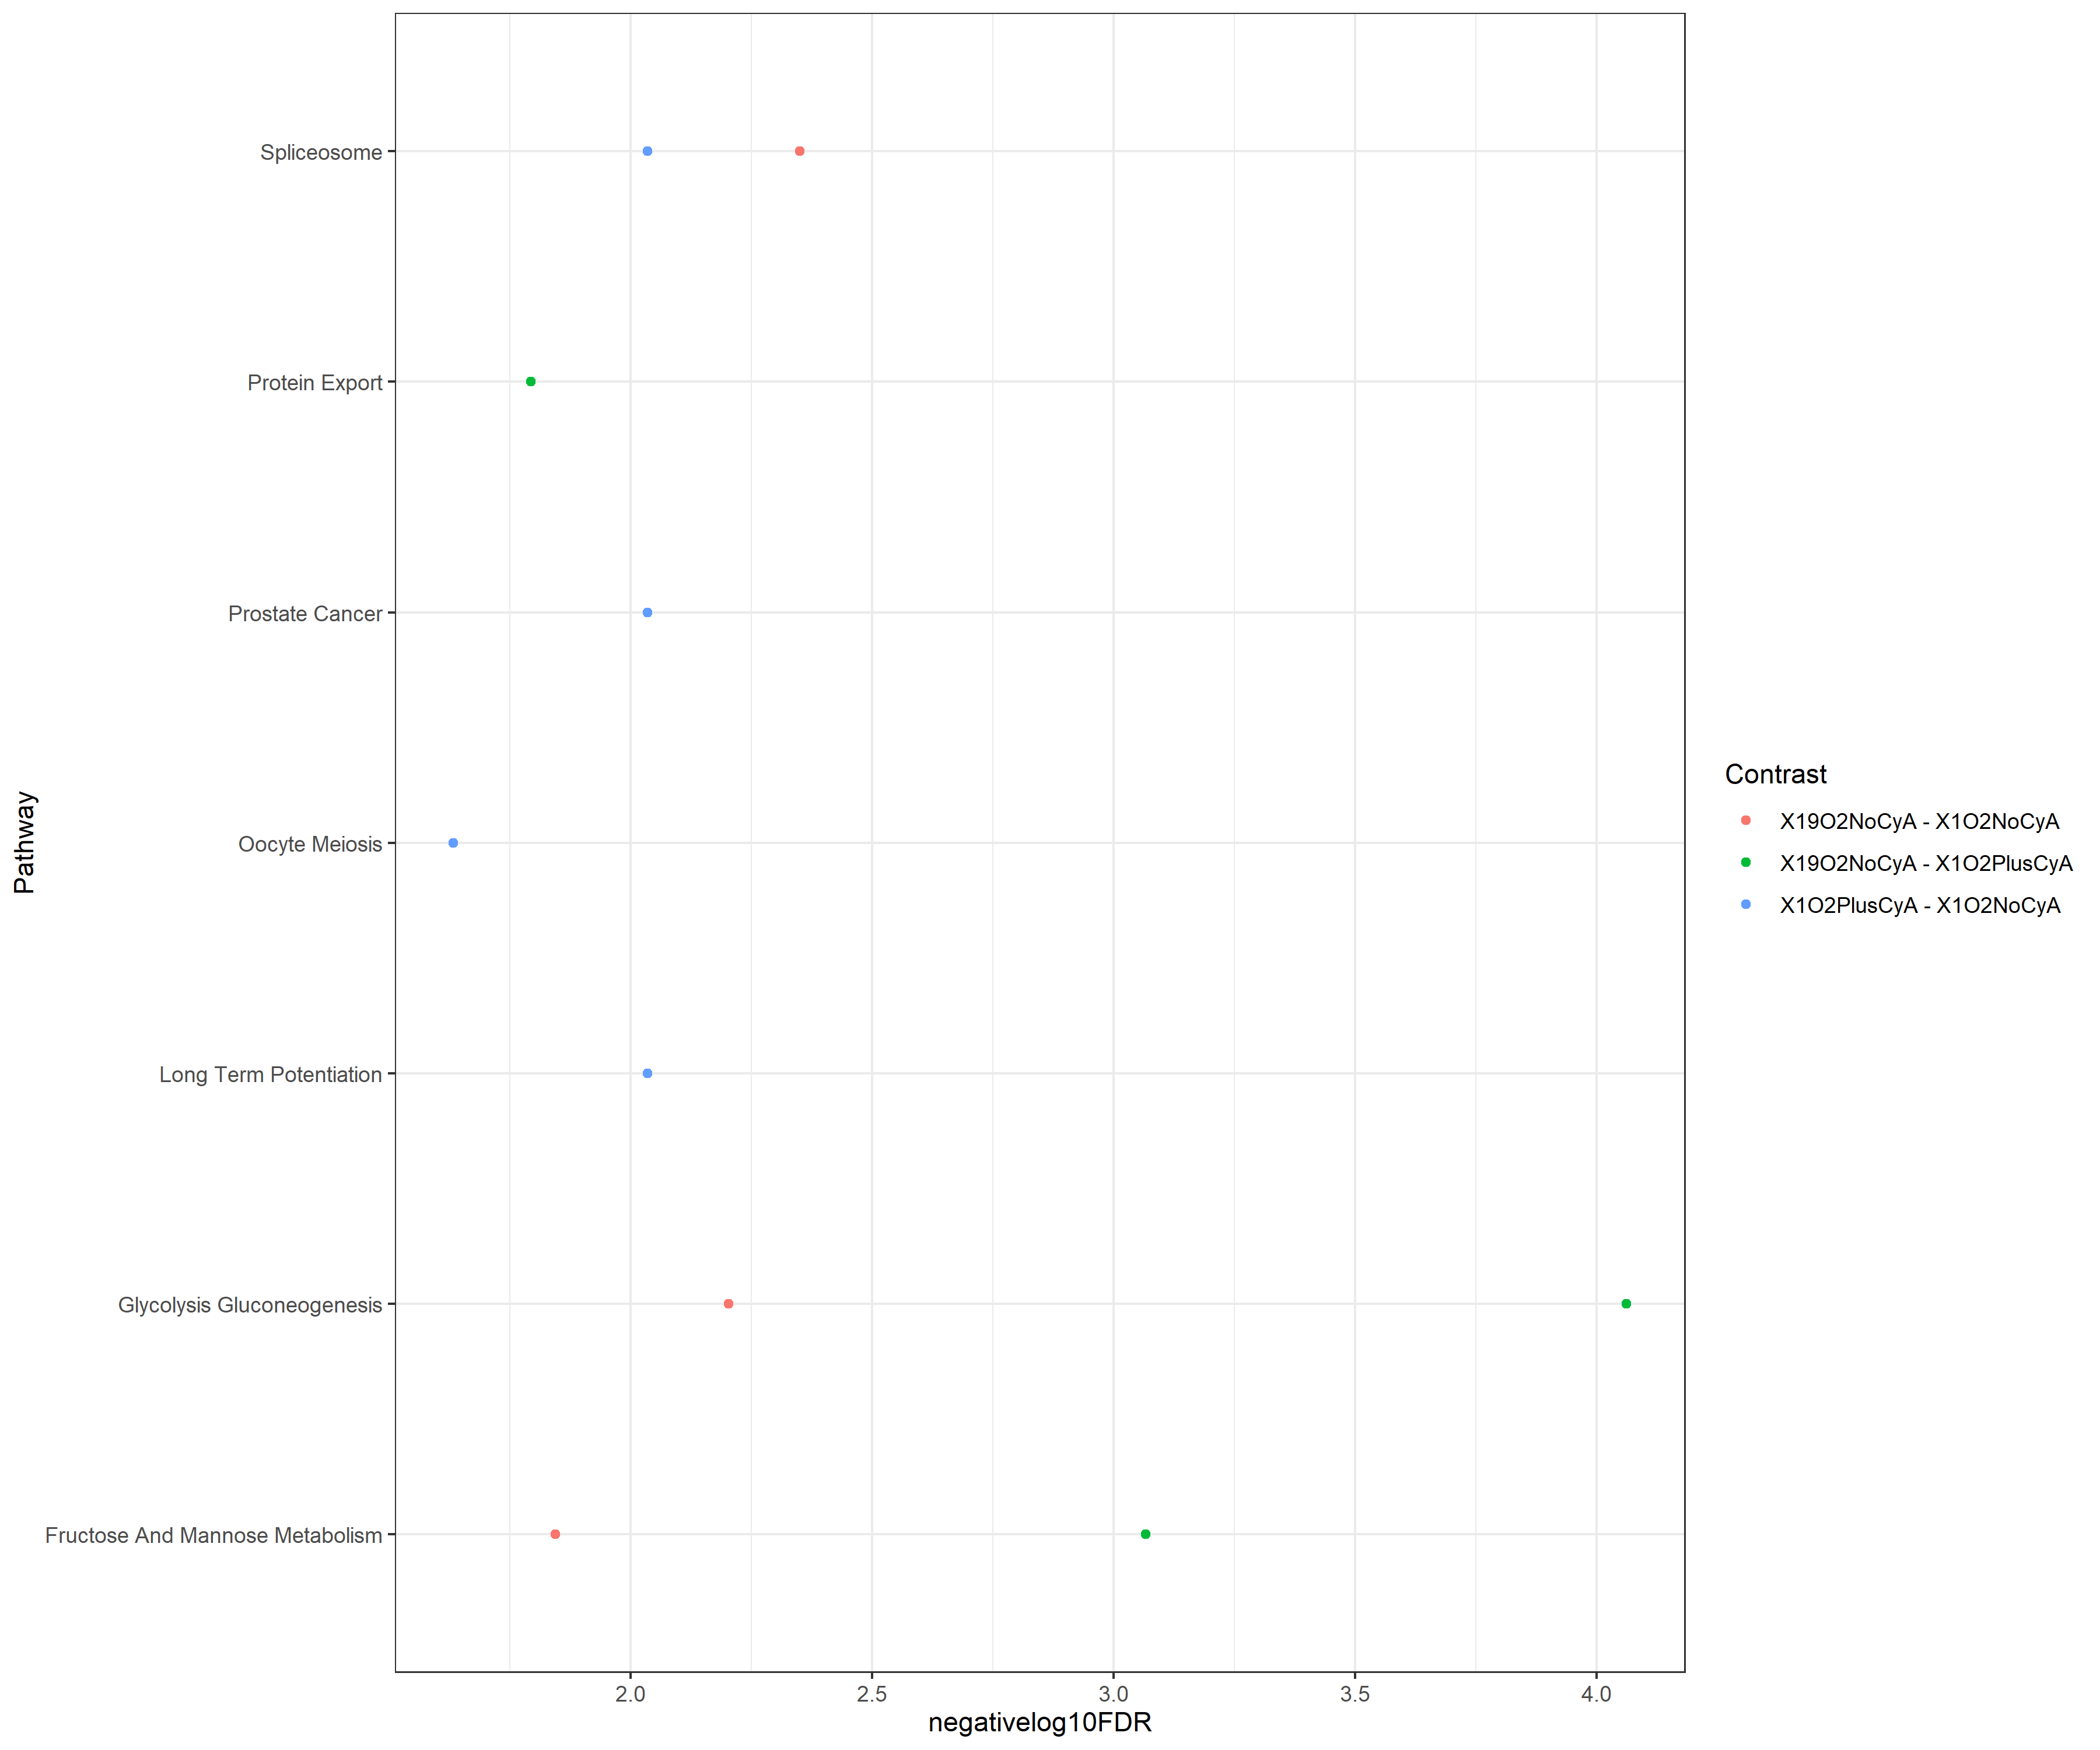 Spliceosome
Protein Export
Prostate Cancer
Oocyte Meiosis
Long Term Potentiation
Glycolysis Gluconeogenesis
Fructose And Mannose Metabolism
Pathway
2.0
2.5
3.0
3.5
4.0
negativelog10FDR
Contrast
X19O2NoCyA - X1O2NoCyA
X19O2NoCyA - X1O2PlusCyA
X1O2PlusCyA - X1O2NoCyA